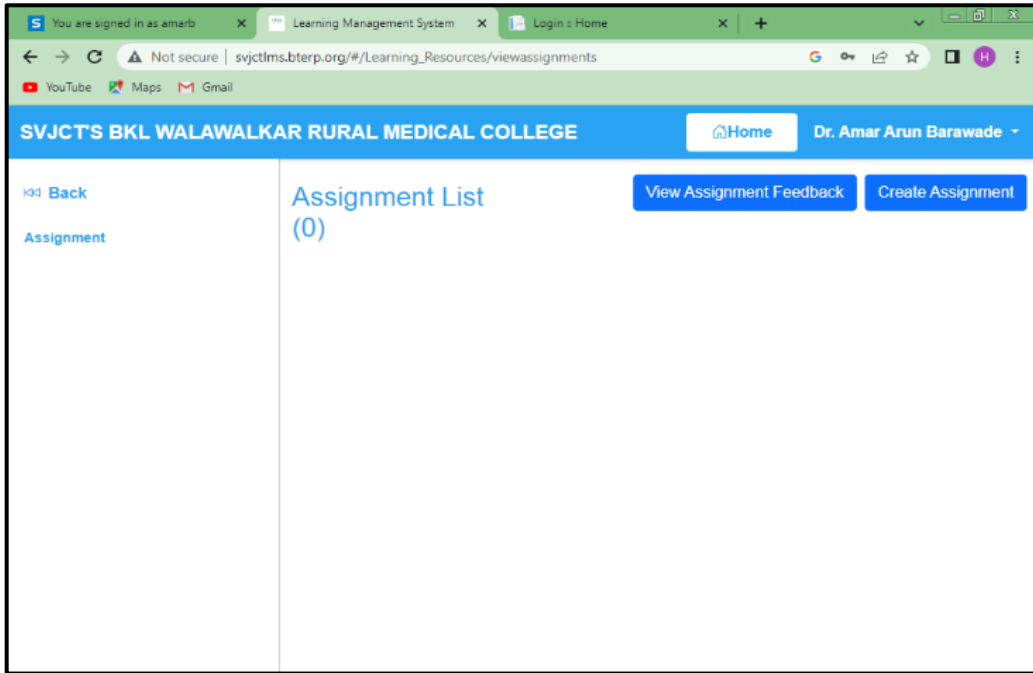 S You are signed in as amarb
Learning Management System
Login :: Home
Not secure | svjctlms.bterp.org/#/Learning_Resources/viewassignments
G
H
YouTube Maps Gmail
SVJCT'S BKL WALAWALKAR RURAL MEDICAL COLLEGE
Home
Dr. Amar Arun Barawade
Back
Assignment
Assignment List
(0)
View Assignment Feedback
Create Assignment